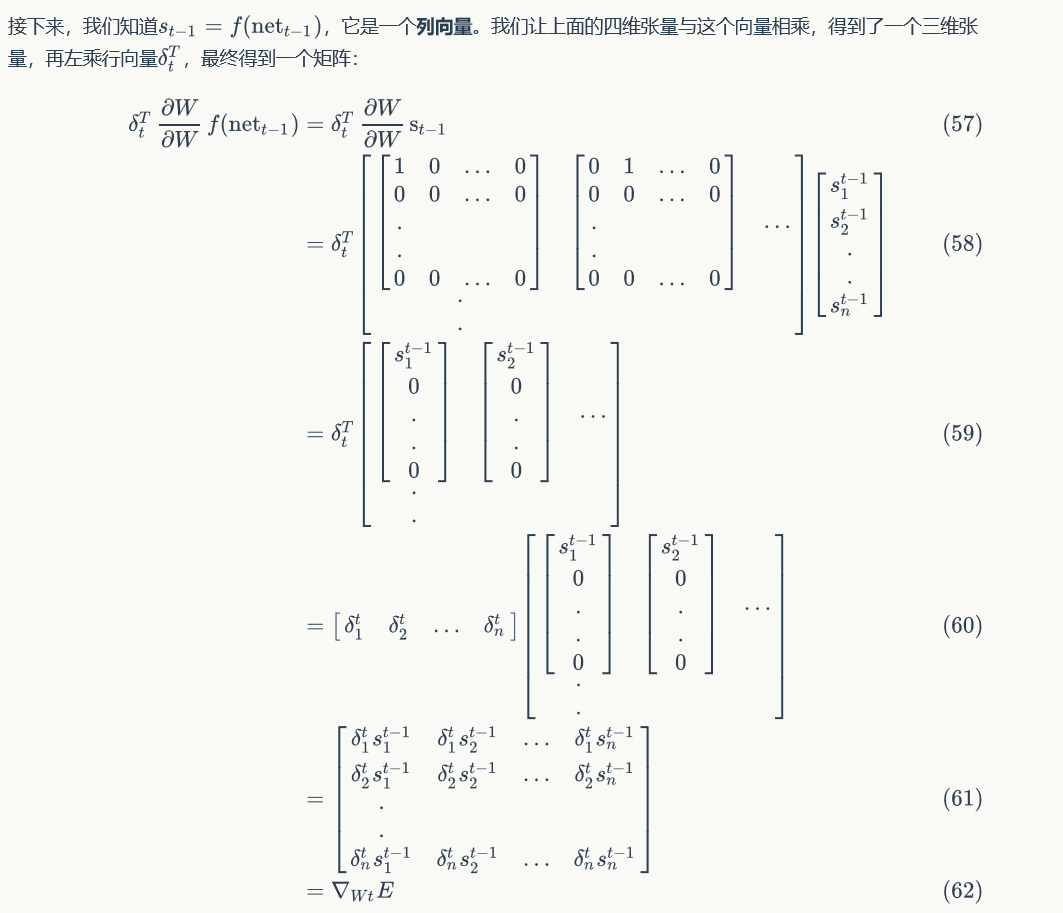 接下来，我们知道$s_{t-1} = f(\text{net}_{t-1})$，它是一个列向量。我们让上面的四维张量与这个向量相乘，得到了一个三维张
量，再左乘行向量$\delta_t^T$，最终得到一个矩阵：
$\delta_t^T \frac{\partial W}{\partial W} f(\text{net}_{t-1}) = \delta_t^T \frac{\partial W}{\partial W} \text{s}_{t-1}$ (57)
$= \delta_t^T \begin{bmatrix} \begin{bmatrix} 1 & 0 & \dots & 0 \\ 0 & 0 & \dots & 0 \\ . \\ . \\ 0 & 0 & \dots & 0 \end{bmatrix} & \begin{bmatrix} 0 & 1 & \dots & 0 \\ 0 & 0 & \dots & 0 \\ . \\ . \\ 0 & 0 & \dots & 0 \end{bmatrix} & \dots \\ . \\ . \end{bmatrix} \begin{bmatrix} s_1^{t-1} \\ s_2^{t-1} \\ . \\ . \\ s_n^{t-1} \end{bmatrix}$ (58)
$= \delta_t^T \begin{bmatrix} \begin{bmatrix} s_1^{t-1} \\ 0 \\ . \\ . \\ 0 \end{bmatrix} & \begin{bmatrix} s_2^{t-1} \\ 0 \\ . \\ . \\ 0 \end{bmatrix} & \dots \\ . \\ . \end{bmatrix}$ (59)
$= \begin{bmatrix} \delta_1^t & \delta_2^t & \dots & \delta_n^t \end{bmatrix} \begin{bmatrix} \begin{bmatrix} s_1^{t-1} \\ 0 \\ . \\ . \\ 0 \end{bmatrix} & \begin{bmatrix} s_2^{t-1} \\ 0 \\ . \\ . \\ 0 \end{bmatrix} & \dots \\ . \\ . \end{bmatrix}$ (60)
$= \begin{bmatrix} \delta_1^t s_1^{t-1} & \delta_1^t s_2^{t-1} & \dots & \delta_1^t s_n^{t-1} \\ \delta_2^t s_1^{t-1} & \delta_2^t s_2^{t-1} & \dots & \delta_2^t s_n^{t-1} \\ . \\ . \\ \delta_n^t s_1^{t-1} & \delta_n^t s_2^{t-1} & \dots & \delta_n^t s_n^{t-1} \end{bmatrix}$ (61)
$= \nabla_{Wt} E$ (62)